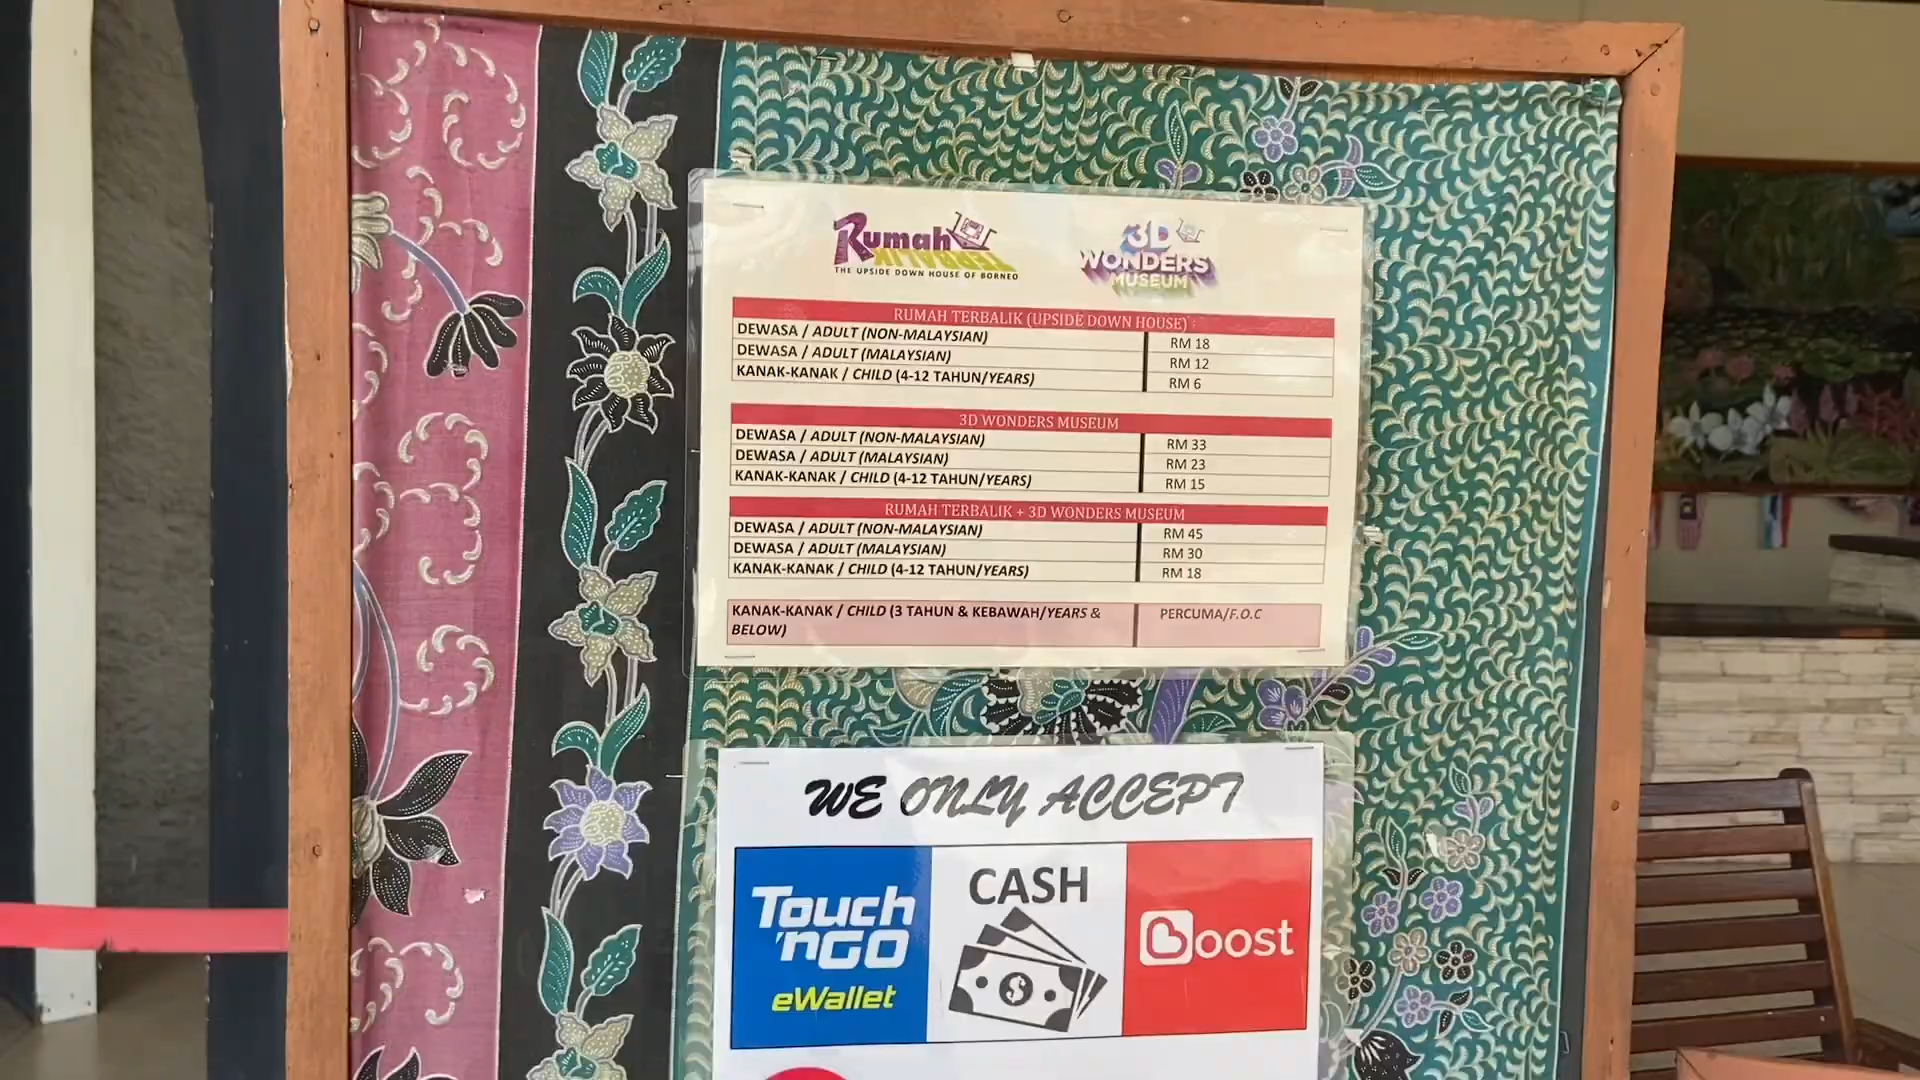 Rumah
TERBALIK
THE UPSIDE DOWN HOUSE OF BORNEO
3D
WONDERS
MUSEUM
RUMAH TERBALIK (UPSIDE DOWN HOUSE)
DEWASA / ADULT (NON-MALAYSIAN) RM 18
DEWASA / ADULT (MALAYSIAN) RM 12
KANAK-KANAK / CHILD (4-12 TAHUN/YEARS) RM 6
3D WONDERS MUSEUM
DEWASA / ADULT (NON-MALAYSIAN) RM 33
DEWASA / ADULT (MALAYSIAN) RM 23
KANAK-KANAK / CHILD (4-12 TAHUN/YEARS) RM 15
RUMAH TERBALIK + 3D WONDERS MUSEUM
DEWASA / ADULT (NON-MALAYSIAN) RM 45
DEWASA / ADULT (MALAYSIAN) RM 30
KANAK-KANAK / CHILD (4-12 TAHUN/YEARS) RM 18
KANAK-KANAK / CHILD (3 TAHUN & KEBAWAH/YEARS & PERCUMA/F.O.C
BELOW)
WE ONLY ACCEPT
Touch
'nGO
eWallet
CASH
$
Boost